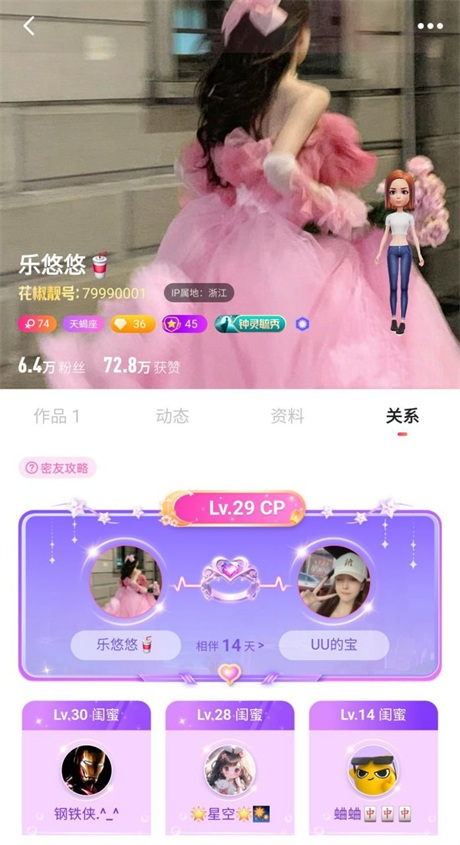 乐悠悠🥤
花椒靓号: 79990001 IP属地：浙江
74 天蝎座 36 45 钟灵毓秀
6.4万 粉丝 72.8万 获赞
作品 1 动态 资料 关系
?密友攻略
Lv.29 CP
乐悠悠🥤 相伴 14 天> UU的宝
Lv.30 闺蜜 Lv.28 闺蜜 Lv.14 闺蜜
钢铁侠.^_^ 🌟星空🌟🎇 蛐蛐🀄🀄🀄